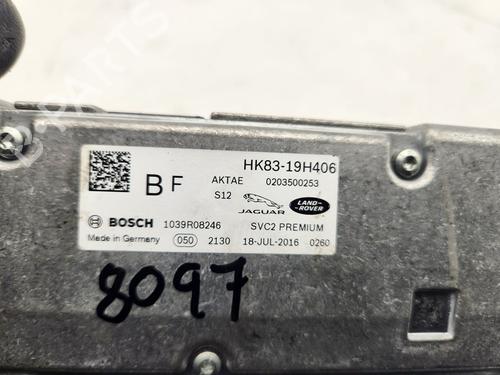 HK83-19H406
BF AKTAE 0203500253
S12 JAGUAR LAND- ROVER
BOSCH 1039R08246 SVC2 PREMIUM
Made in Germany 050 2130 18-JUL-2016 0260
8097